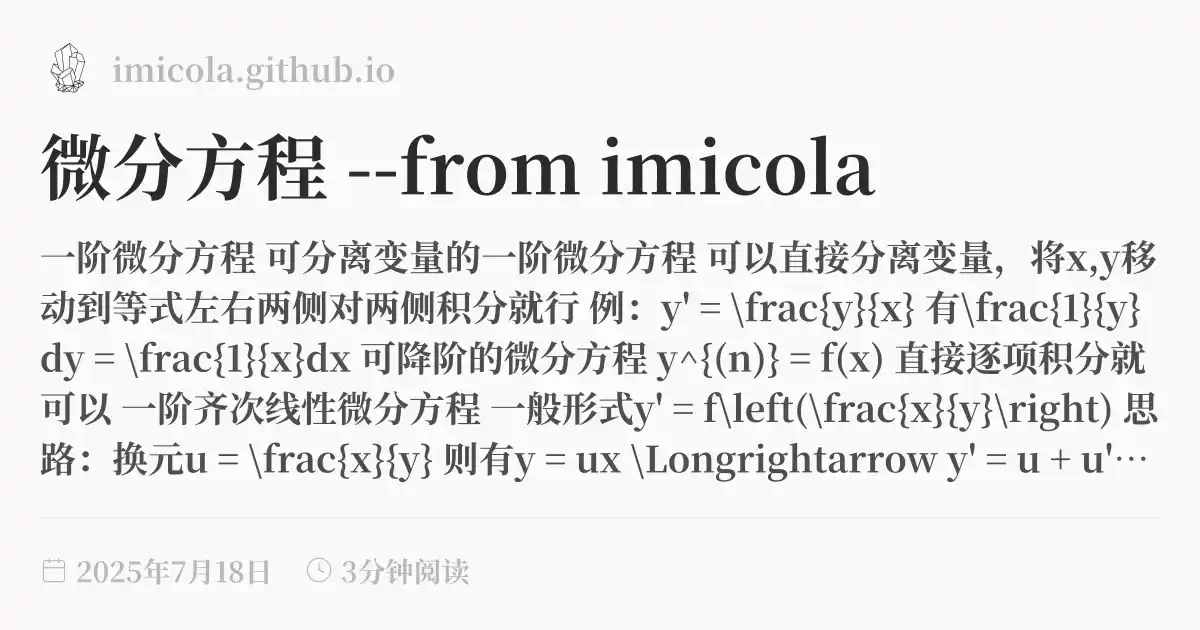 imicola.github.io
微分方程 --from imicola
一阶微分方程 可分离变量的一阶微分方程 可以直接分离变量，将x,y移
动到等式左右两侧对两侧积分就行 例：y' = \frac{y}{x} 有\frac{1}{y}
dy = \frac{1}{x}dx 可降阶的微分方程 y^{(n)} = f(x) 直接逐项积分就
可以 一阶齐次线性微分方程 一般形式y' = f\left(\frac{x}{y}\right) 思
路：换元u = \frac{x}{y} 则有y = ux \Longrightarrow y' = u + u'…
2025年7月18日 3分钟阅读